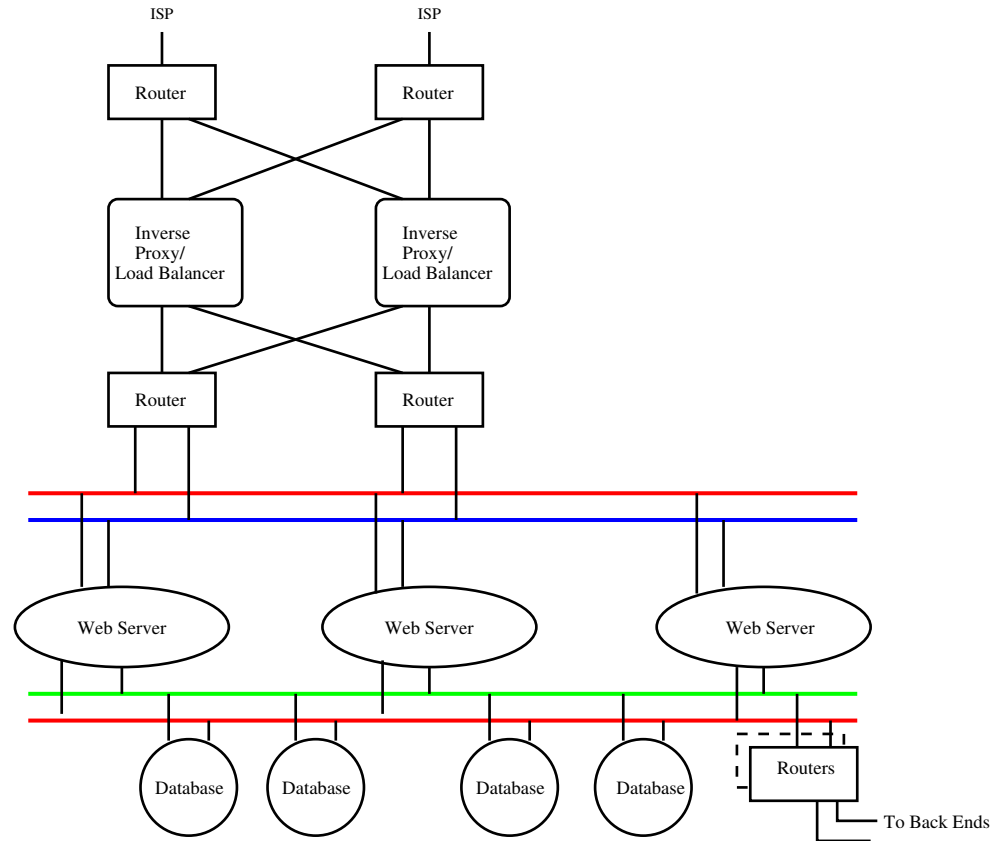 ISP
ISP
Router
Router
Inverse
Proxy/
Load Balancer
Inverse
Proxy/
Load Balancer
Router
Router
Web Server
Web Server
Web Server
Database
Database
Database
Database
Routers
To Back Ends